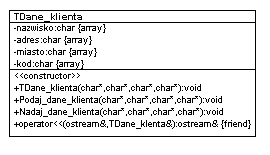 TDane_klienta
-nazwisko:char {array}
-adres:char {array}
-miasto:char {array}
-kod:char {array}
<<constructor>>
+TDane_klienta(char*,char*,char*,char*):void
+Podaj_dane_klienta(char*,char*,char*,char*):void
+Nadaj_dane_klienta(char*,char*,char*,char*):void
+operator<<(ostream&,TDane_klenta&):ostream& {friend}